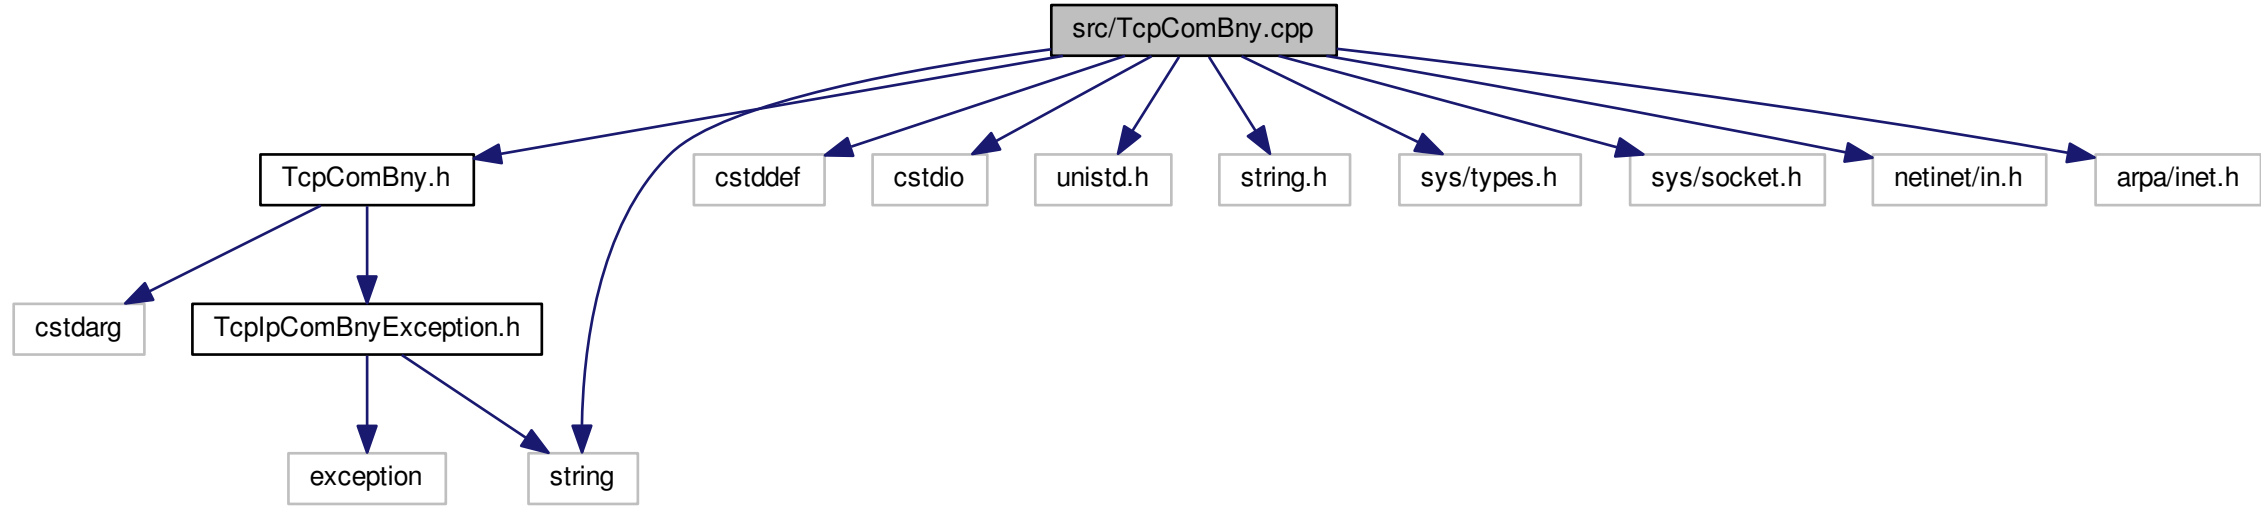 src/TcpComBny.cpp
TcpComBny.h
cstddef
cstdio
unistd.h
string.h
sys/types.h
sys/socket.h
netinet/in.h
arpa/inet.h
cstdarg
TcpIpComBnyException.h
exception
string